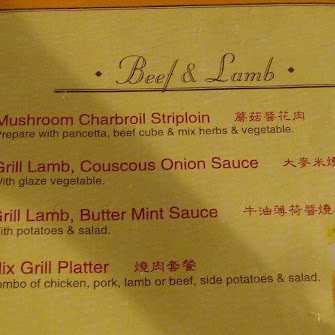 Beef & Lamb
Mushroom Charbroil Striploin 蘑菇醬花肉
Prepare with pancetta, beef cube & mix herbs & vegetable.
Grill Lamb, Couscous Onion Sauce 大麥米燒
With glaze vegetable.
Grill Lamb, Butter Mint Sauce 牛油薄荷醬燒
With potatoes & salad.
Mix Grill Platter 燒肉套餐
Combo of chicken, pork, lamb or beef, side potatoes & salad.